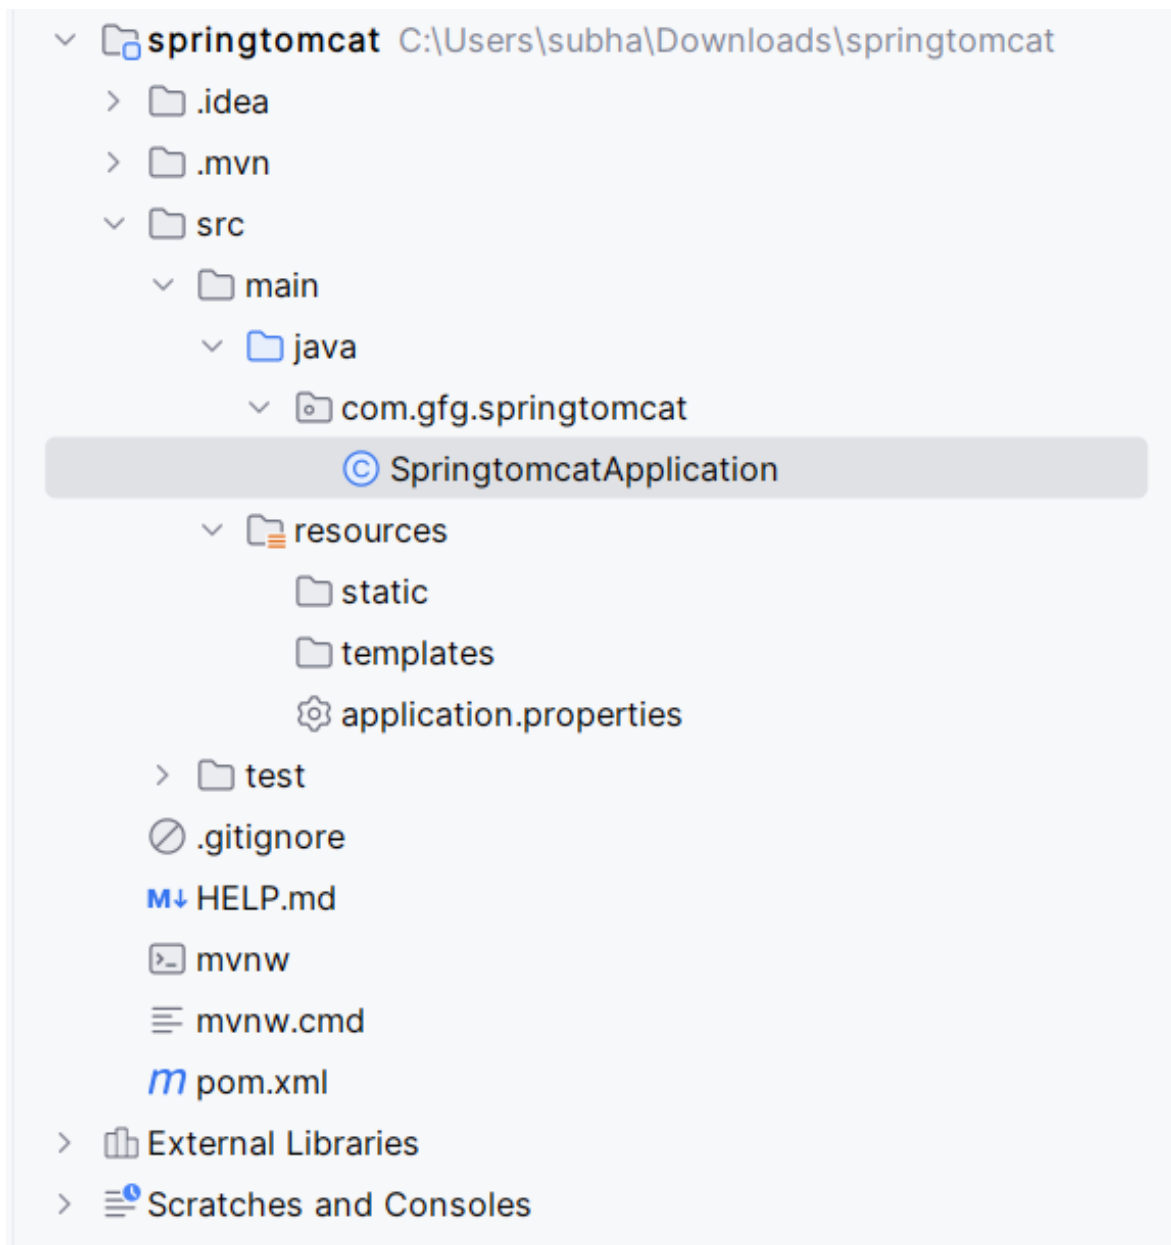 springtomcat C:\Users\subha\Downloads\springtomcat
.idea
.mvn
src
main
java
com.gfg.springtomcat
SpringtomcatApplication
resources
static
templates
application.properties
test
.gitignore
HELP.md
mvnw
mvnw.cmd
pom.xml
External Libraries
Scratches and Consoles